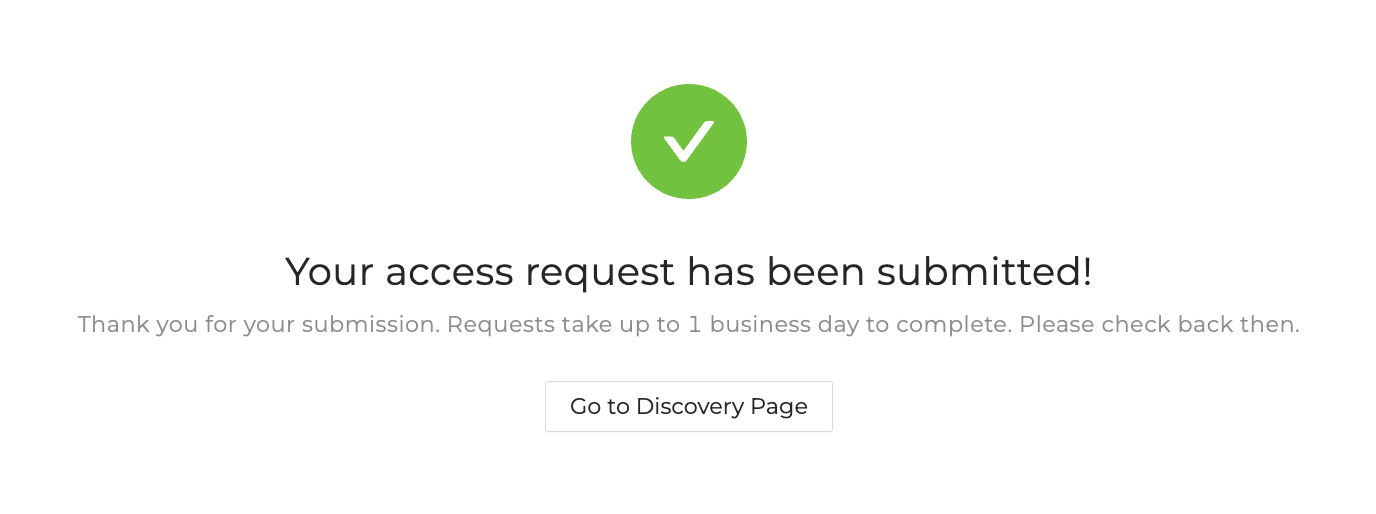 Your access request has been submitted!
Thank you for your submission. Requests take up to 1 business day to complete. Please check back then.
Go to Discovery Page